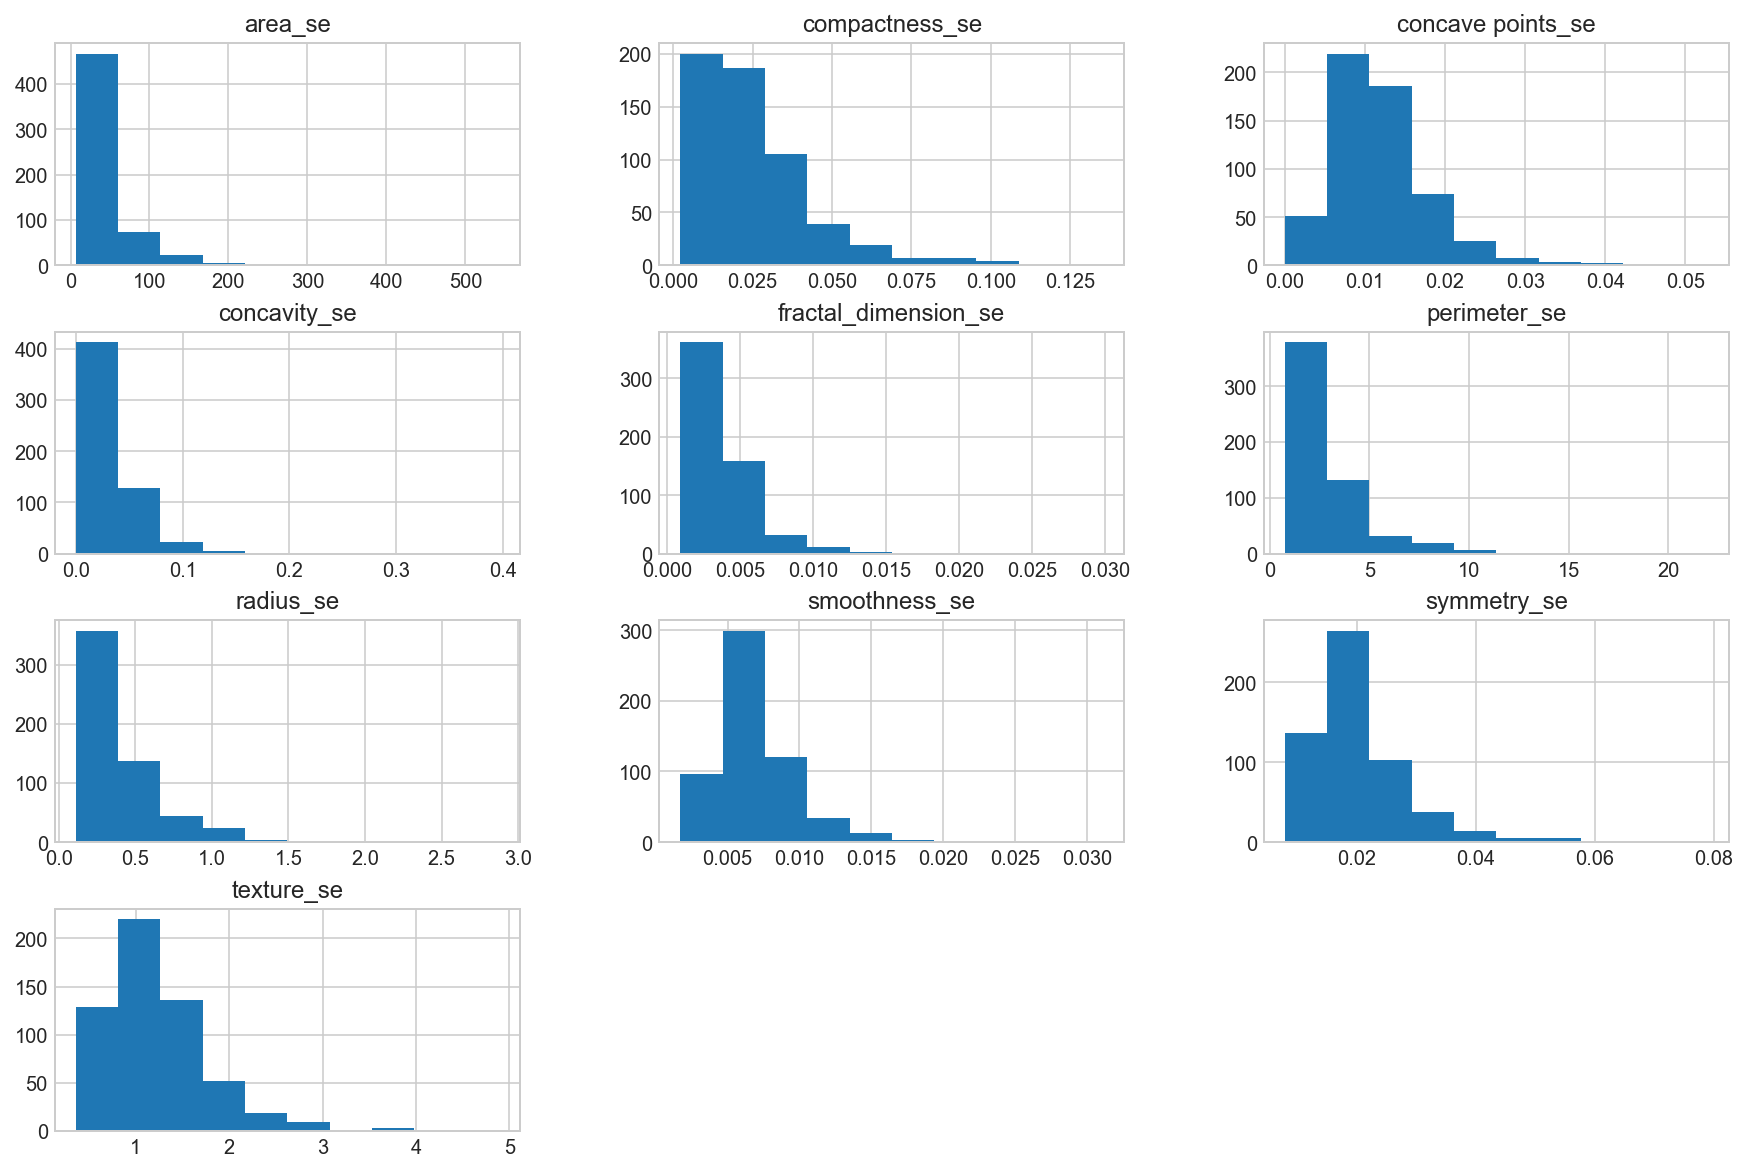 area_se
400
300
200
100
0
0 100 200 300 400 500
compactness_se
200
150
100
50
0
0.000 0.025 0.050 0.075 0.100 0.125
concave points_se
200
150
100
50
0
0.00 0.01 0.02 0.03 0.04 0.05
concavity_se
400
300
200
100
0
0.0 0.1 0.2 0.3 0.4
fractal_dimension_se
300
200
100
0
0.000 0.005 0.010 0.015 0.020 0.025 0.030
perimeter_se
300
200
100
0
0 5 10 15 20
radius_se
300
200
100
0
0.0 0.5 1.0 1.5 2.0 2.5 3.0
smoothness_se
300
200
100
0
0.005 0.010 0.015 0.020 0.025 0.030
symmetry_se
200
100
0
0.02 0.04 0.06 0.08
texture_se
200
150
100
50
0
1 2 3 4 5